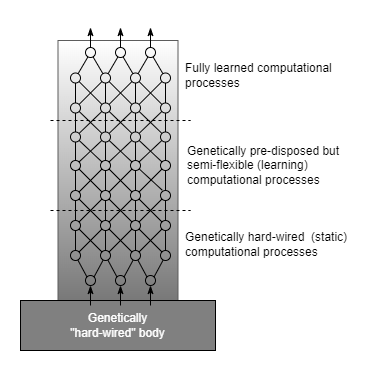 Fully learned computational
processes
Genetically pre-disposed but
semi-flexible (learning)
computational processes
Genetically hard-wired (static)
computational processes
Genetically
"hard-wired" body